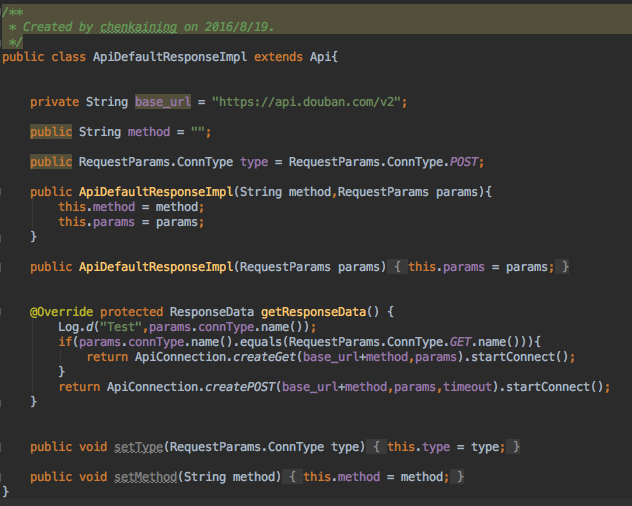 /**
 * Created by chenkaining on 2016/8/19.
 */
public class ApiDefaultResponseImpl extends Api{
    private String base_url = "https://api.douban.com/v2";
    public String method = "";
    public RequestParams.ConnType type = RequestParams.ConnType.POST;
    public ApiDefaultResponseImpl(String method,RequestParams params){
        this.method = method;
        this.params = params;
    }
    public ApiDefaultResponseImpl(RequestParams params) { this.params = params; }
    @Override protected ResponseData getResponseData() {
        Log.d("Test",params.connType.name());
        if(params.connType.name().equals(RequestParams.ConnType.GET.name())){
            return ApiConnection.createGet(base_url+method,params).startConnect();
        }
        return ApiConnection.createPOST(base_url+method,params,timeout).startConnect();
    }
    public void setType(RequestParams.ConnType type) { this.type = type; }
    public void setMethod(String method) { this.method = method; }
}